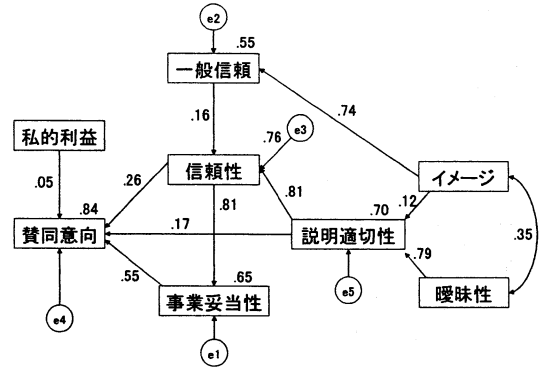 e2
.55
一般信頼
.16
.74
.76
e3
私的利益
信頼性
イメージ
.05
.26
.81
.81
.12
.84
.70
賛同意向
.17
説明適切性
.35
.79
.55
.65
曖昧性
事業妥当性
e4
e5
e1